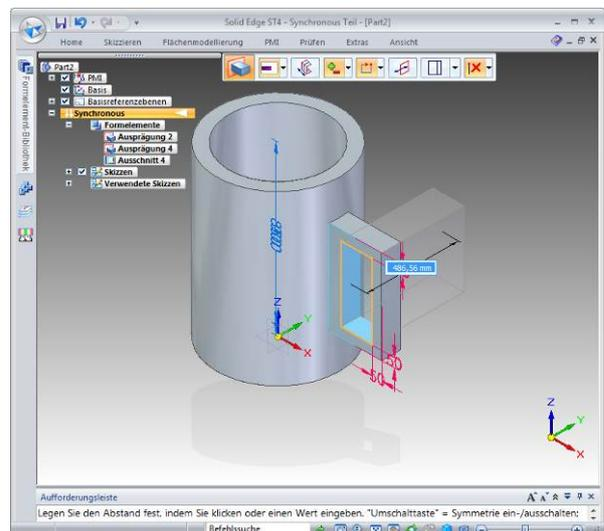 Solid Edge ST4 - Synchronous Teil - [Part2]
Home Skizzieren Flächenmodellierung PMI Prüfen Extras Ansicht
Part2
PMI
Basis
Basisreferenzebenen
Synchronous
Formelemente
Ausprägung 2
Ausprägung 4
Ausschnitt 4
Skizzen
Verwendete Skizzen
Formelement-Bibliothek
486,56 mm
Z
Y
X
50
50
Z
Y
X
Aufforderungsleiste
Legen Sie den Abstand fest, indem Sie klicken oder einen Wert eingeben. "Umschalttaste" = Symmetrie ein-/ausschalten;
Befehlssuche